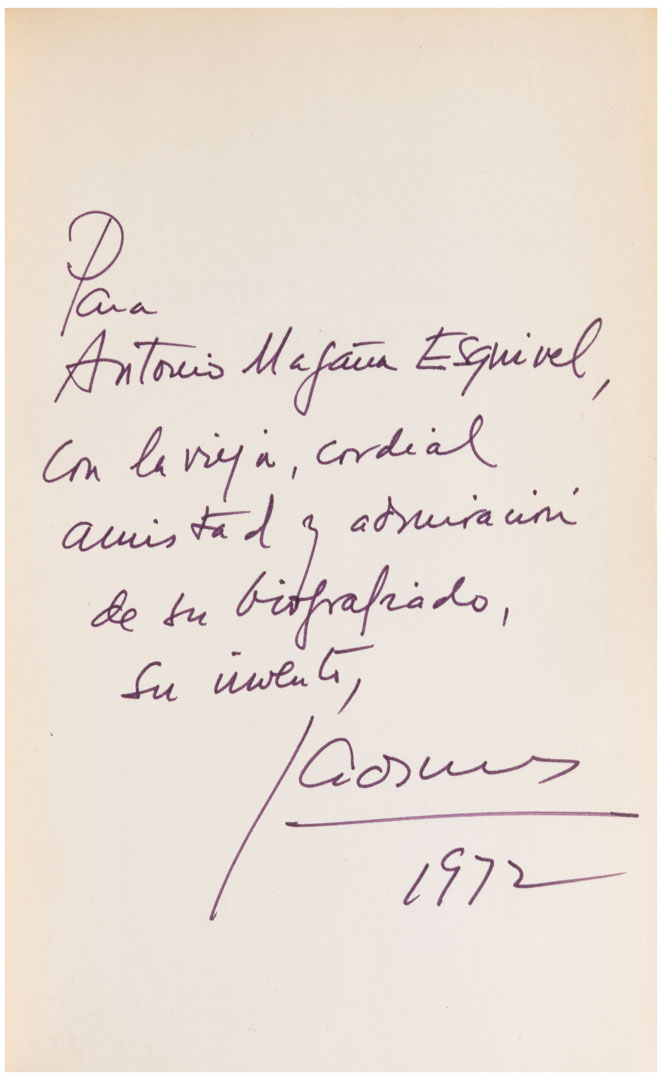 Para
Antonio Magaña Esquivel,
con la vieja, cordial
amistad y admiración
de su biografiado,
su invento,
1972